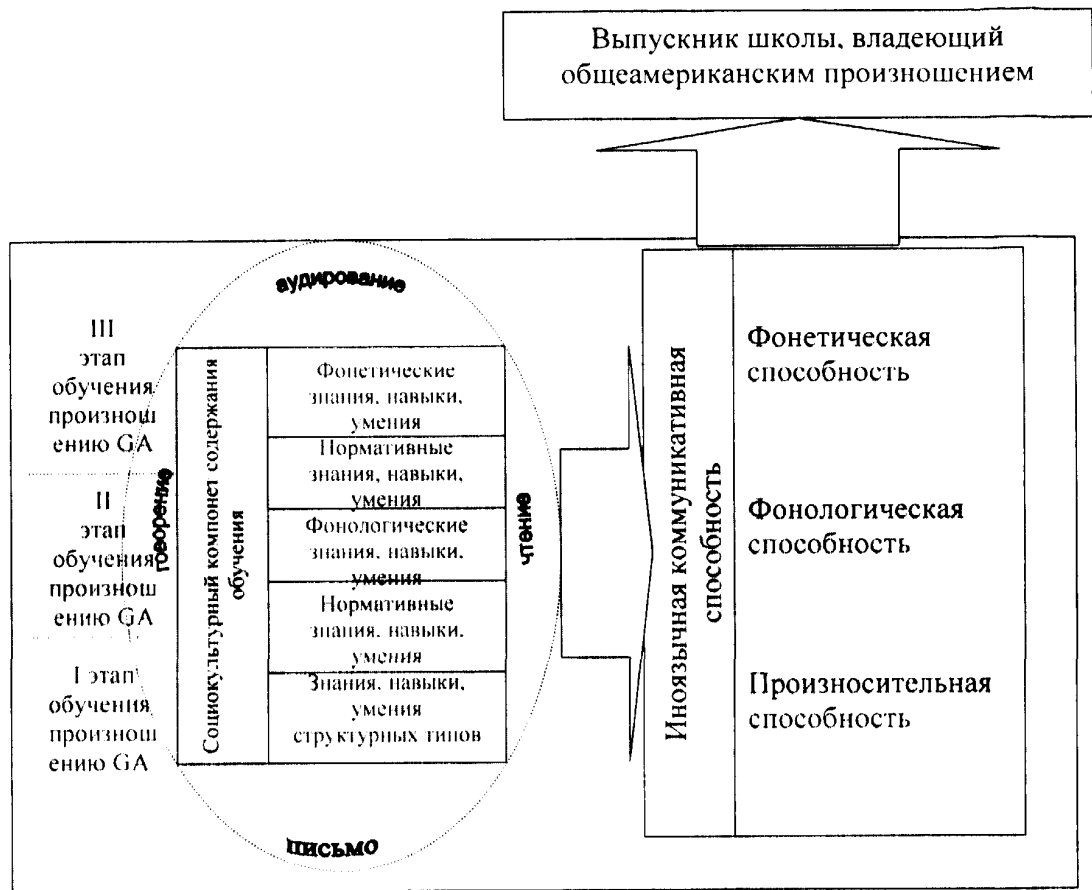 Выпускник школы, владеющий
общеамериканским произношением
аудирование
III
этап
обучения
произнош
ению GA
II
этап
обучения
произнош
ению GA
I этап
обучения
произнош
ению GA
говорение
Социокультурный компонет содержания
обучения
Фонетические
знания, навыки,
умения
Нормативные
знания, навыки,
умения
Фонологические
знания, навыки,
умения
Нормативные
знания, навыки,
умения
Знания, навыки,
умения
структурных типов
чтение
письмо
Иноязычная коммуникативная
способность
Фонетическая
способность
Фонологическая
способность
Произносительная
способность